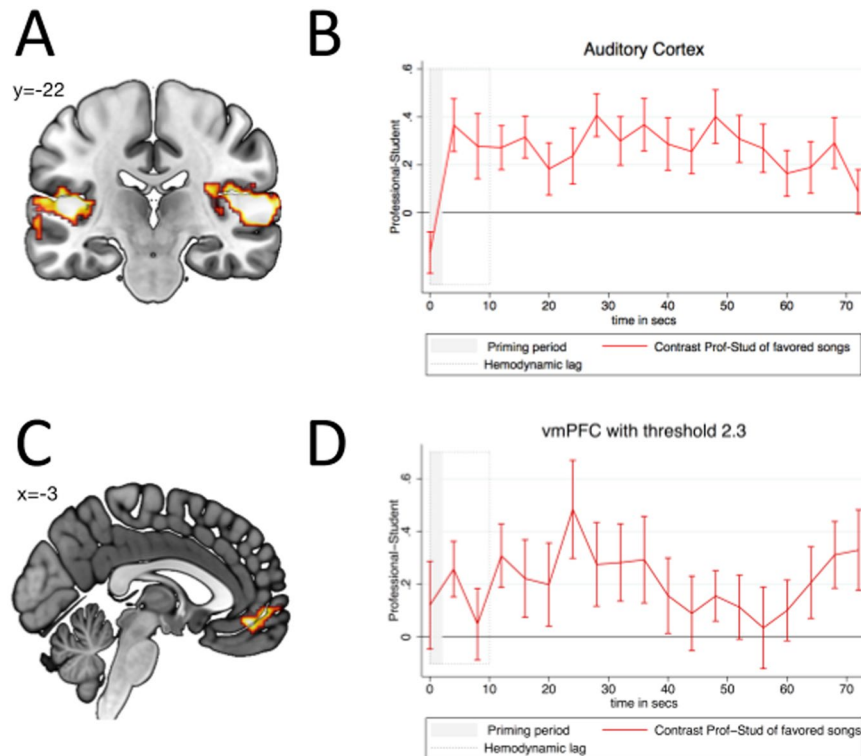 A
y=-22
B
Auditory Cortex
Professional-Student
.6
.4
.2
0
0 10 20 30 40 50 60 70
time in secs
Priming period
Contrast Prof-Stud of favored songs
Hemodynamic lag
C
x=-3
D
vmPFC with threshold 2.3
Professional-Student
.6
.4
.2
0
0 10 20 30 40 50 60 70
time in secs
Priming period
Contrast Prof-Stud of favored songs
Hemodynamic lag